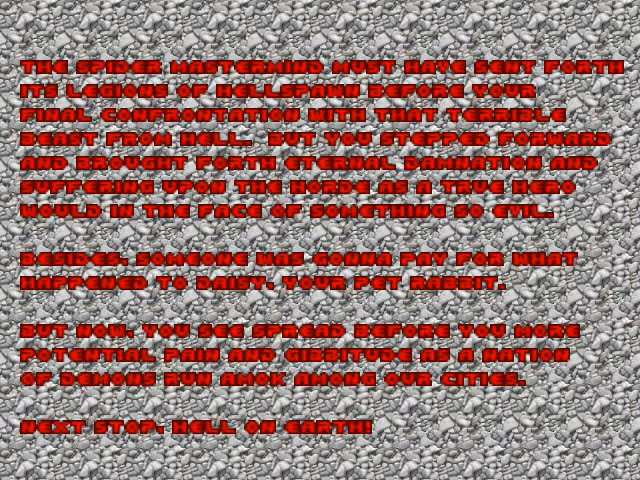 THE SPIDER MASTERMIND MUST HAVE SENT FORTH
ITS LEGIONS OF HELLSPAWN BEFORE YOUR
FINAL CONFRONTATION WITH THAT TERRIBLE
BEAST FROM HELL. BUT YOU STEPPED FORWARD
AND BROUGHT FORTH ETERNAL DAMNATION AND
SUFFERING UPON THE HORDE AS A TRUE HERO
WOULD IN THE FACE OF SOMETHING SO EVIL.
BESIDES, SOMEONE WAS GONNA PAY FOR WHAT
HAPPENED TO DAISY, YOUR PET RABBIT.
BUT NOW, YOU SEE SPREAD BEFORE YOU MORE
POTENTIAL PAIN AND GIBBITUDE AS A NATION
OF DEMONS RUN AMOK AMONG OUR CITIES.
NEXT STOP, HELL ON EARTH!